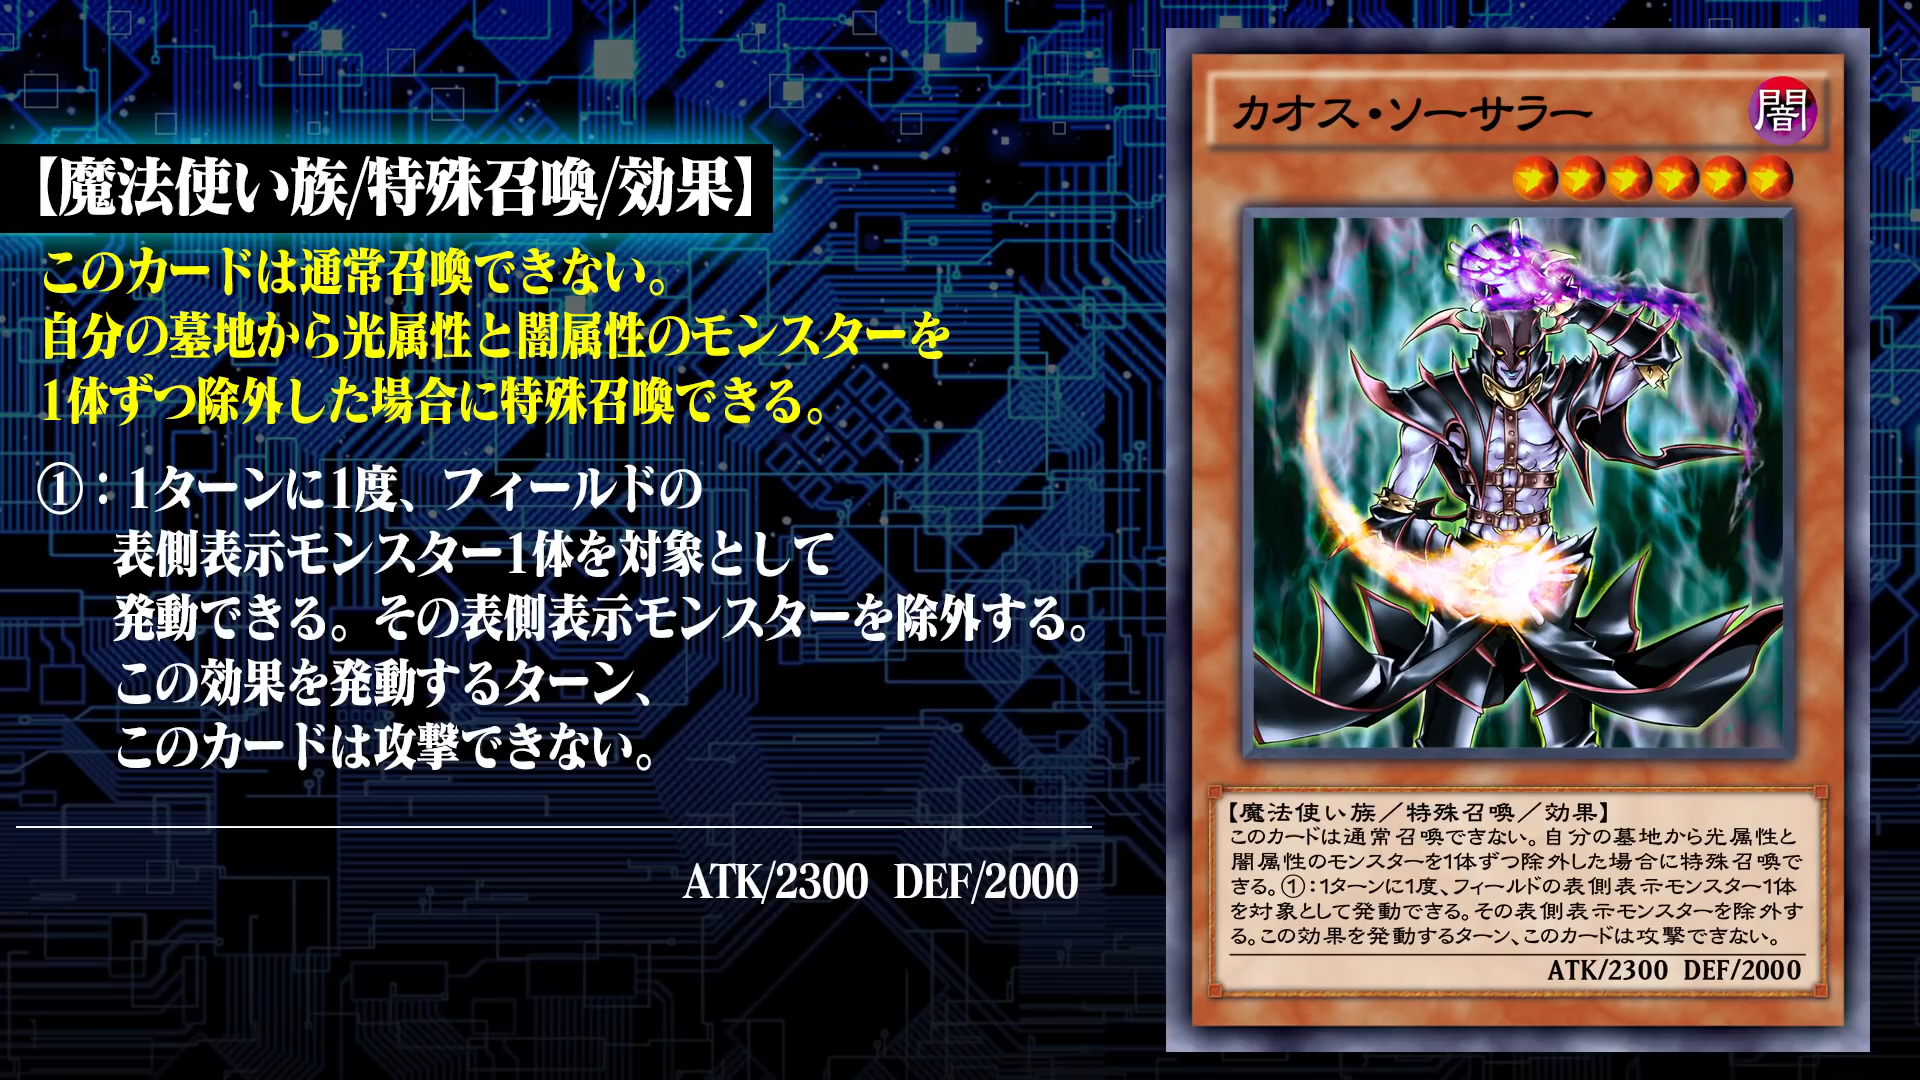 【魔法使い族/特殊召喚/効果】
このカードは通常召喚できない。
自分の墓地から光属性と闇属性のモンスターを
1体ずつ除外した場合に特殊召喚できる。
①：1ターンに1度、フィールドの
表側表示モンスター1体を対象として
発動できる。その表側表示モンスターを除外する。
この効果を発動するターン、
このカードは攻撃できない。
ATK/2300 DEF/2000
カオス・ソーサラー
闇
【魔法使い族／特殊召喚／効果】
このカードは通常召喚できない。自分の墓地から光属性と
闇属性のモンスターを1体ずつ除外した場合に特殊召喚で
きる。①：1ターンに1度、フィールドの表側表示モンスター1体
を対象として発動できる。その表側表示モンスターを除外す
る。この効果を発動するターン、このカードは攻撃できない。
ATK/2300 DEF/2000